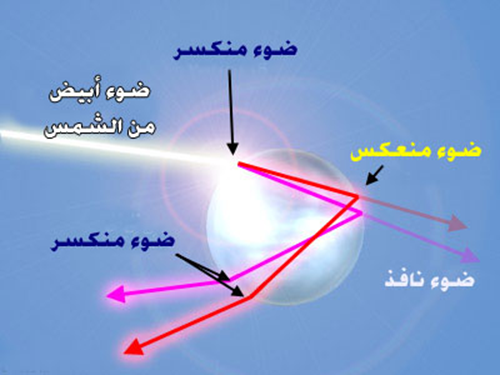 ضوء منكسر
ضوء أبيض
من الشمس
ضوء منعكس
ضوء منكسر
ضوء نافذ